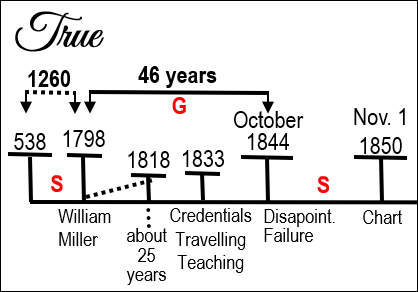 True
1260
46 years
G
October
Nov. 1
538
1798
1818
1833
1844
1850
S
S
William
Miller
about
25
years
Credentials
Travelling
Teaching
Disapoint.
Failure
Chart